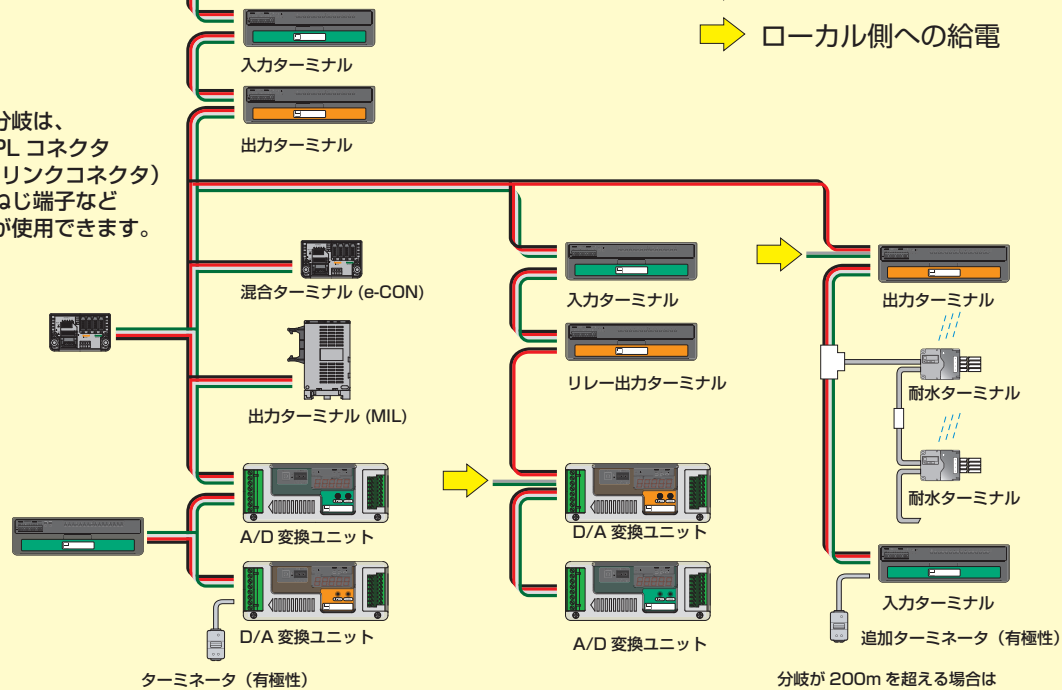 ローカル側への給電
入力ターミナル
出力ターミナル
分岐は、
PL コネクタ
リンクコネクタ）
ねじ端子など
が使用できます。
混合ターミナル (e-CON)
出力ターミナル (MIL)
A/D 変換ユニット
D/A 変換ユニット
ターミネータ（有極性）
入力ターミナル
リレー出力ターミナル
D/A 変換ユニット
A/D 変換ユニット
出力ターミナル
耐水ターミナル
耐水ターミナル
入力ターミナル
追加ターミネータ（有極性）
分岐が 200m を超える場合は